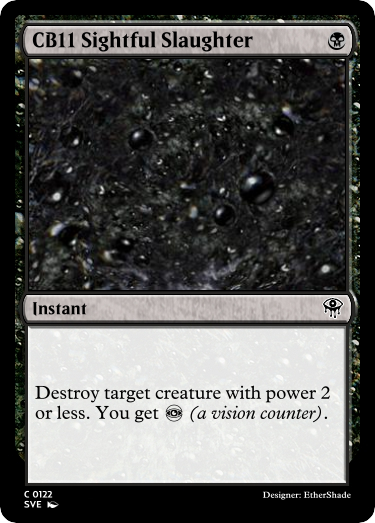 CB11 Sightful Slaughter
Instant
Destroy target creature with power 2
or less. You get (a vision counter).
C 0122
SVE
Designer: EtherShade